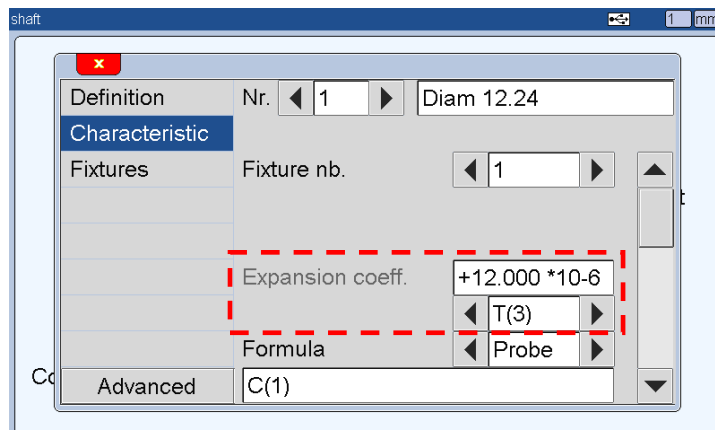 shaft 1 mm
x
Definition Nr. 1 Diam 12.24
Characteristic
Fixtures Fixture nb. 1
t
Expansion coeff. +12.000 *10-6
T(3)
Formula Probe
Co
Advanced C(1)